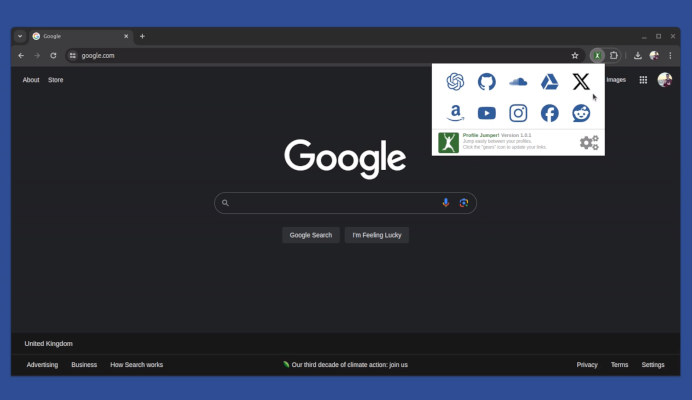 Google
google.com
About Store
Images
a
Profile Jumper! Version 1.0.1
Jump easily between your profiles.
Click the "gears" icon to update your links.
Google
Google Search I'm Feeling Lucky
United Kingdom
Advertising Business How Search works Our third decade of climate action: join us Privacy Terms Settings